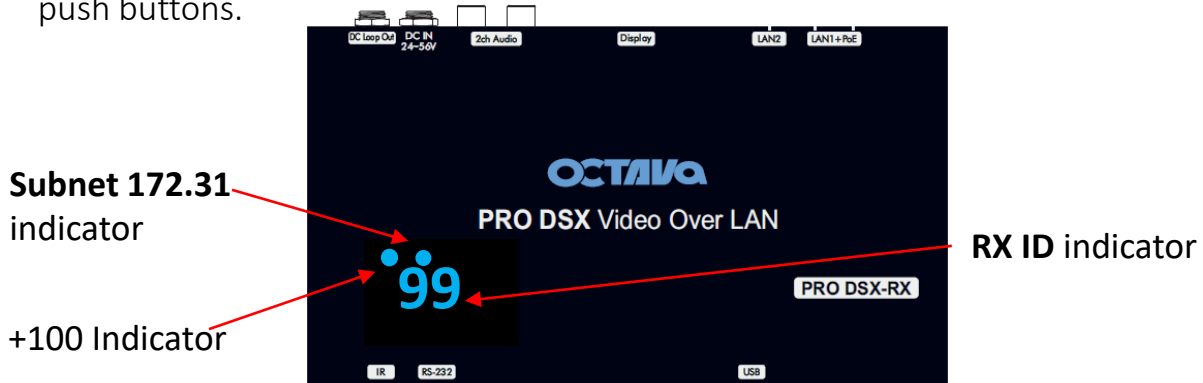 push buttons.
DC Loop Out
DC IN
24~56V
2ch Audio
Display
LAN2
LAN1+PoE
OCTAVA
PRO DSX Video Over LAN
Subnet 172.31
indicator
RX ID indicator
99
PRO DSX-RX
+100 Indicator
IR
RS-232
USB